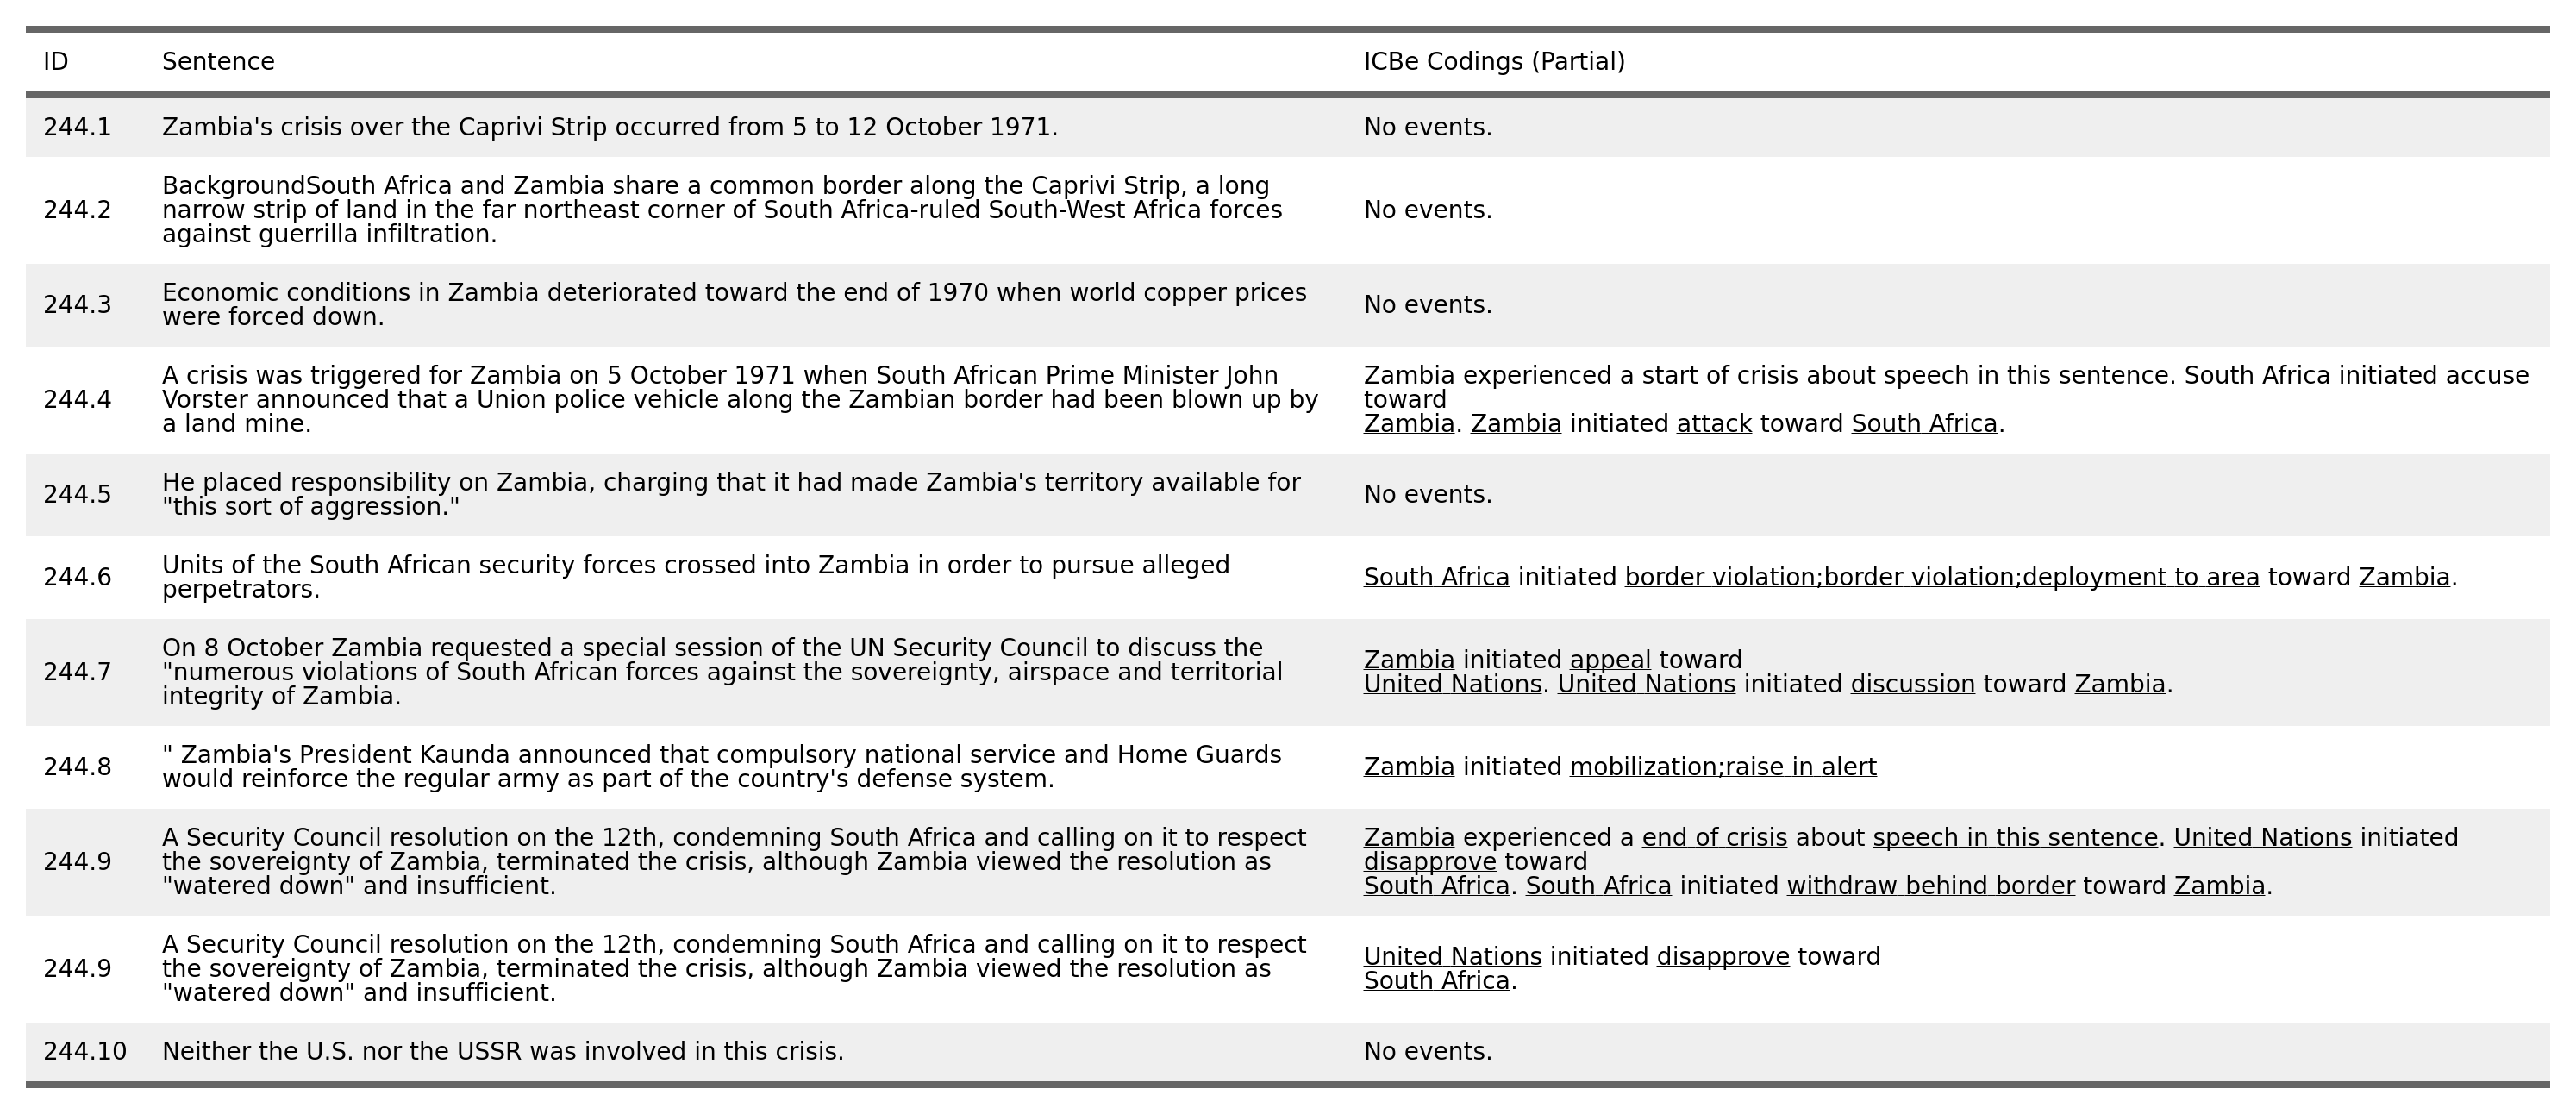 ID Sentence ICBe Codings (Partial)
244.1 Zambia's crisis over the Caprivi Strip occurred from 5 to 12 October 1971. No events.
244.2
BackgroundSouth Africa and Zambia share a common border along the Caprivi Strip, a long
narrow strip of land in the far northeast corner of South Africa-ruled South-West Africa forces
against guerrilla infiltration.
No events.
244.3
Economic conditions in Zambia deteriorated toward the end of 1970 when world copper prices
were forced down.
No events.
244.4
A crisis was triggered for Zambia on 5 October 1971 when South African Prime Minister John
Vorster announced that a Union police vehicle along the Zambian border had been blown up by
a land mine.
Zambia experienced a start of crisis about speech in this sentence. South Africa initiated accuse
toward
Zambia. Zambia initiated attack toward South Africa.
244.5
He placed responsibility on Zambia, charging that it had made Zambia's territory available for
"this sort of aggression."
No events.
244.6
Units of the South African security forces crossed into Zambia in order to pursue alleged
perpetrators.
South Africa initiated border violation;border violation;deployment to area toward Zambia.
244.7
On 8 October Zambia requested a special session of the UN Security Council to discuss the
"numerous violations of South African forces against the sovereignty, airspace and territorial
integrity of Zambia.
Zambia initiated appeal toward
United Nations. United Nations initiated discussion toward Zambia.
244.8
" Zambia's President Kaunda announced that compulsory national service and Home Guards
would reinforce the regular army as part of the country's defense system.
Zambia initiated mobilization;raise in alert
244.9
A Security Council resolution on the 12th, condemning South Africa and calling on it to respect
the sovereignty of Zambia, terminated the crisis, although Zambia viewed the resolution as
"watered down" and insufficient.
Zambia experienced a end of crisis about speech in this sentence. United Nations initiated
disapprove toward
South Africa. South Africa initiated withdraw behind border toward Zambia.
244.9
A Security Council resolution on the 12th, condemning South Africa and calling on it to respect
the sovereignty of Zambia, terminated the crisis, although Zambia viewed the resolution as
"watered down" and insufficient.
United Nations initiated disapprove toward
South Africa.
244.10 Neither the U.S. nor the USSR was involved in this crisis. No events.